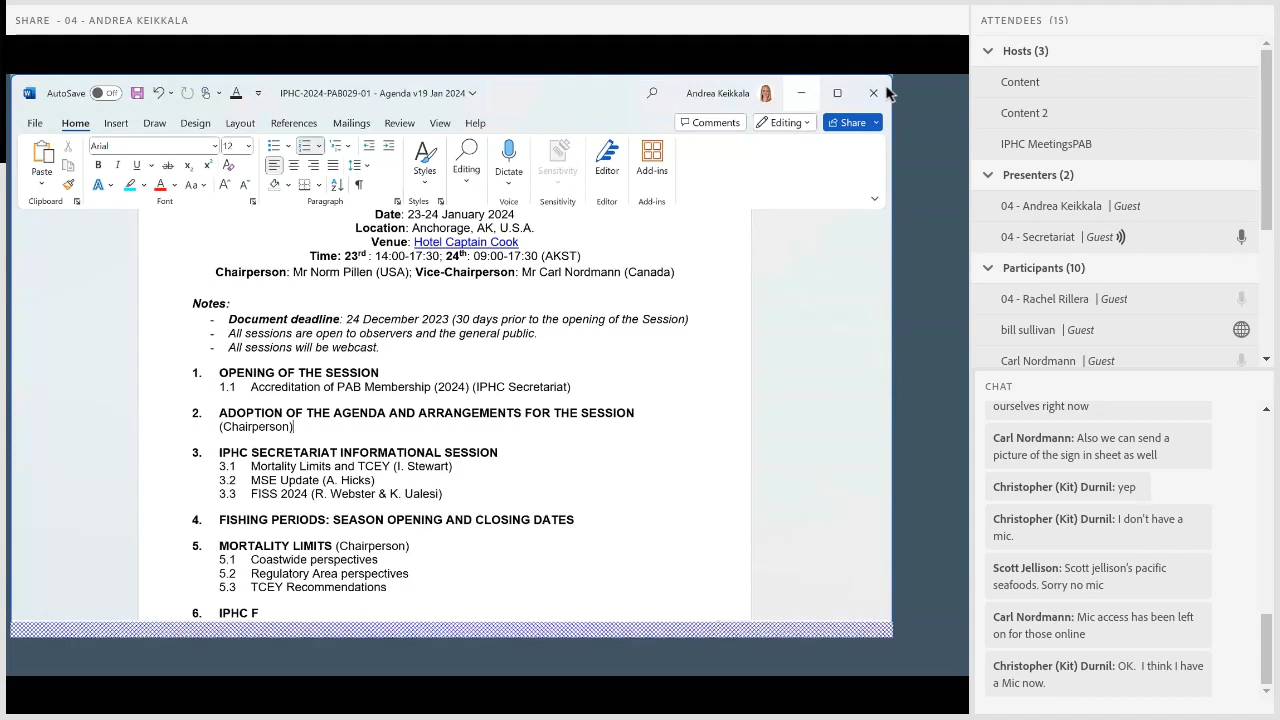 SHARE - 04 - ANDREA KEIKKALA
AutoSave Off
IPHC-2024-PAB029-01 - Agenda v19 Jan 2024
Andrea Keikkala
File Home Insert Draw Design Layout References Mailings Review View Help
Comments Editing Share
Arial 12
Paste
Styles
Editing
Dictate
Sensitivity
Editor
Add-ins
Clipboard Font Paragraph Styles Voice Sensitivity Editor Add-ins
Date: 23-24 January 2024
Location: Anchorage, AK, U.S.A.
Venue: Hotel Captain Cook
Time: 23rd : 14:00-17:30; 24th: 09:00-17:30 (AKST)
Chairperson: Mr Norm Pillen (USA); Vice-Chairperson: Mr Carl Nordmann (Canada)
Notes:
- Document deadline: 24 December 2023 (30 days prior to the opening of the Session)
- All sessions are open to observers and the general public.
- All sessions will be webcast.
1. OPENING OF THE SESSION
1.1 Accreditation of PAB Membership (2024) (IPHC Secretariat)
2. ADOPTION OF THE AGENDA AND ARRANGEMENTS FOR THE SESSION
(Chairperson)
3. IPHC SECRETARIAT INFORMATIONAL SESSION
3.1 Mortality Limits and TCEY (I. Stewart)
3.2 MSE Update (A. Hicks)
3.3 FISS 2024 (R. Webster & K. Ualesi)
4. FISHING PERIODS: SEASON OPENING AND CLOSING DATES
5. MORTALITY LIMITS (Chairperson)
5.1 Coastwide perspectives
5.2 Regulatory Area perspectives
5.3 TCEY Recommendations
6. IPHC F
ATTENDEES (15)
Hosts (3)
Content
Content 2
IPHC MeetingsPAB
Presenters (2)
04 - Andrea Keikkala | Guest
04 - Secretariat | Guest
Participants (10)
04 - Rachel Rillera | Guest
bill sullivan | Guest
Carl Nordmann | Guest
CHAT
ourselves right now
Carl Nordmann: Also we can send a
picture of the sign in sheet as well
Christopher (Kit) Durnil: yep
Christopher (Kit) Durnil: I don't have a
mic.
Scott Jellison: Scott jellison's pacific
seafoods. Sorry no mic
Carl Nordmann: Mic access has been left
on for those online
Christopher (Kit) Durnil: OK. I think I have
a Mic now.